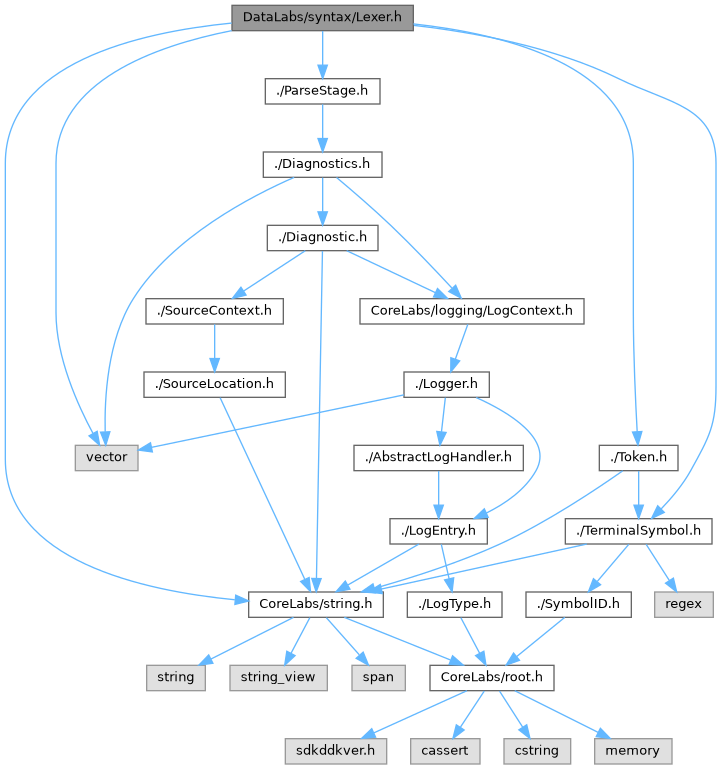 DataLabs/syntax/Lexer.h
./ParseStage.h
./Diagnostics.h
./Diagnostic.h
./SourceContext.h
CoreLabs/logging/LogContext.h
./SourceLocation.h
./Logger.h
vector
./AbstractLogHandler.h
./Token.h
./LogEntry.h
./TerminalSymbol.h
CoreLabs/string.h
./LogType.h
./SymbolID.h
regex
string
string_view
span
CoreLabs/root.h
sdkddkver.h
cassert
cstring
memory